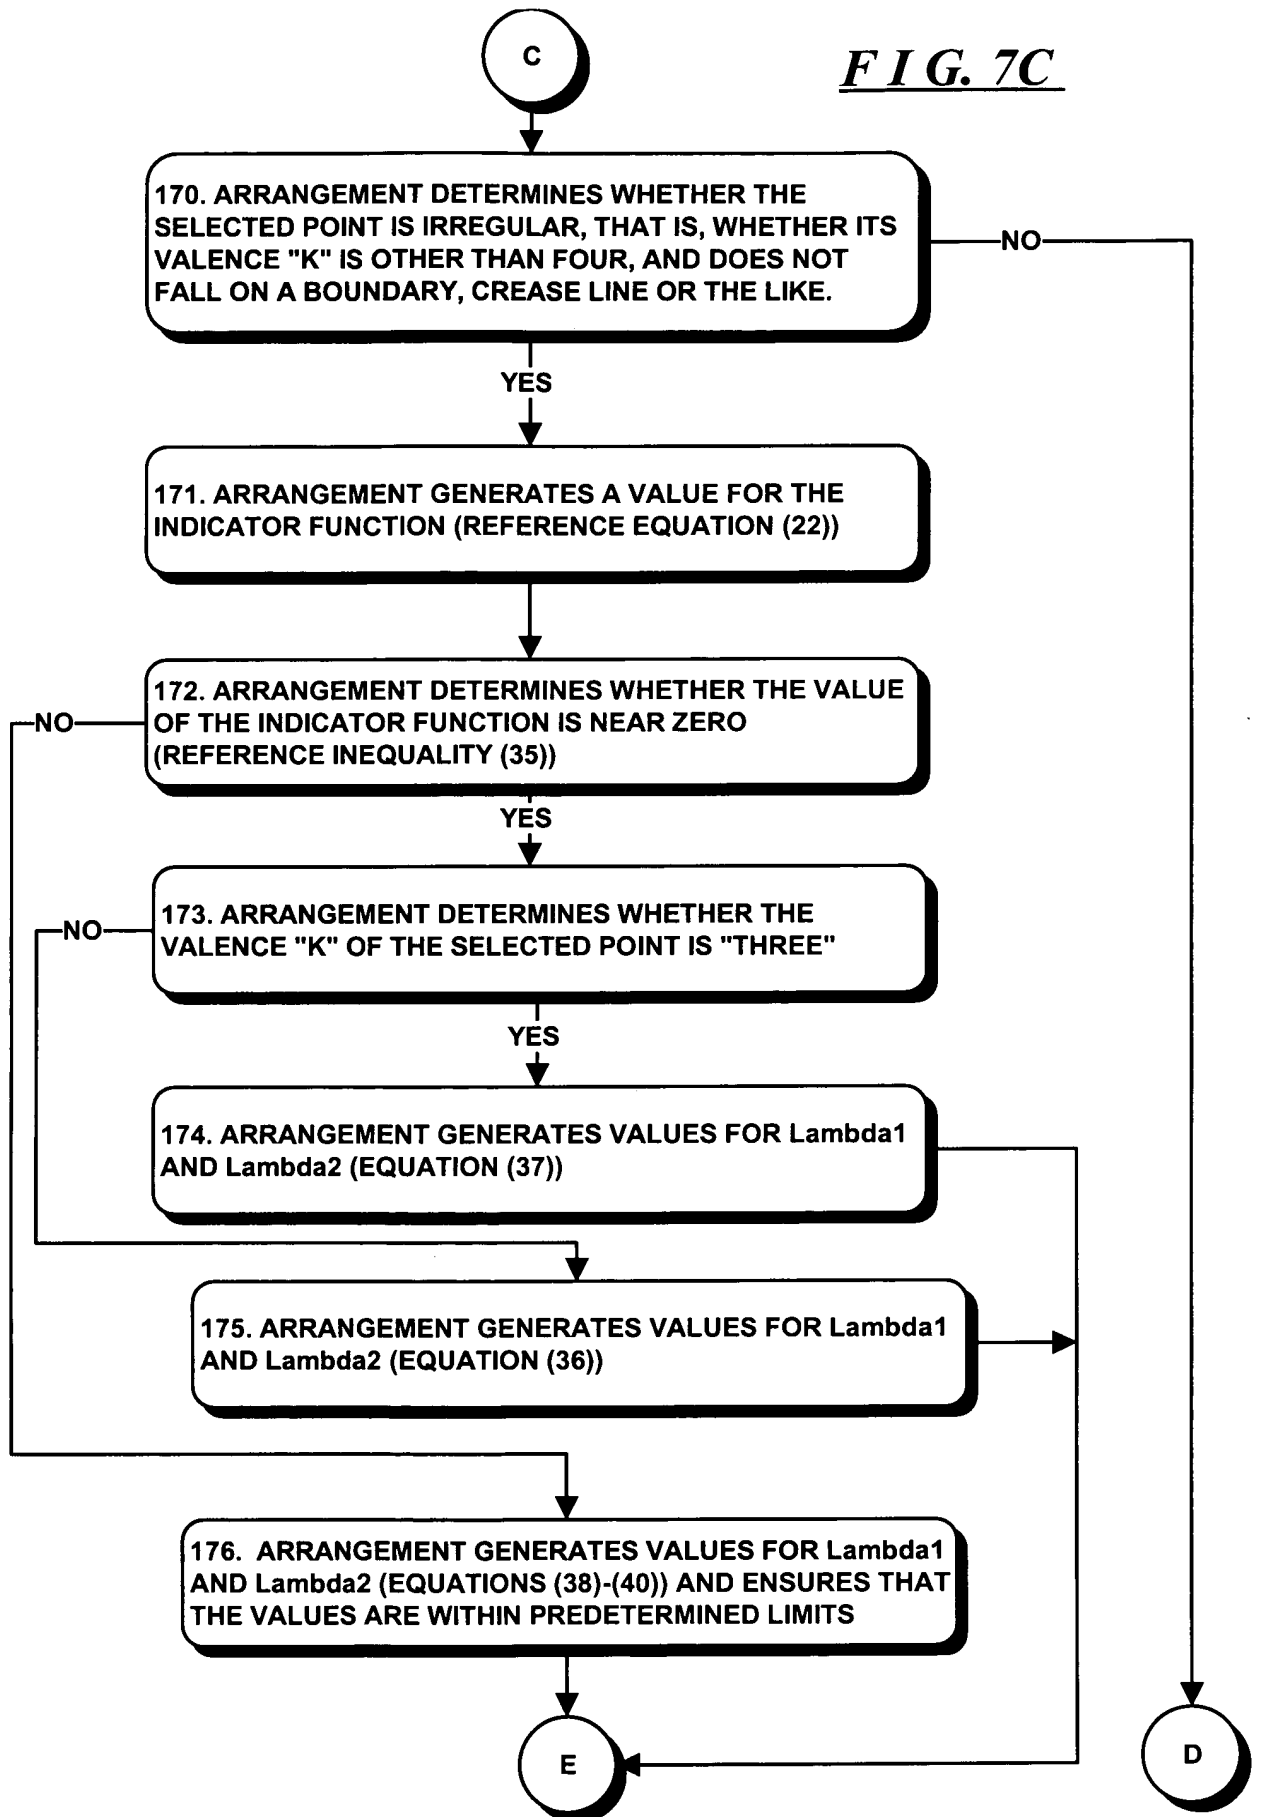 C
F I G. 7C
170. ARRANGEMENT DETERMINES WHETHER THE
SELECTED POINT IS IRREGULAR, THAT IS, WHETHER ITS
VALENCE "K" IS OTHER THAN FOUR, AND DOES NOT
FALL ON A BOUNDARY, CREASE LINE OR THE LIKE.
NO
YES
171. ARRANGEMENT GENERATES A VALUE FOR THE
INDICATOR FUNCTION (REFERENCE EQUATION (22))
172. ARRANGEMENT DETERMINES WHETHER THE VALUE
OF THE INDICATOR FUNCTION IS NEAR ZERO
(REFERENCE INEQUALITY (35))
NO
YES
173. ARRANGEMENT DETERMINES WHETHER THE
VALENCE "K" OF THE SELECTED POINT IS "THREE"
NO
YES
174. ARRANGEMENT GENERATES VALUES FOR Lambda1
AND Lambda2 (EQUATION (37))
175. ARRANGEMENT GENERATES VALUES FOR Lambda1
AND Lambda2 (EQUATION (36))
176. ARRANGEMENT GENERATES VALUES FOR Lambda1
AND Lambda2 (EQUATIONS (38)-(40)) AND ENSURES THAT
THE VALUES ARE WITHIN PREDETERMINED LIMITS
E
D